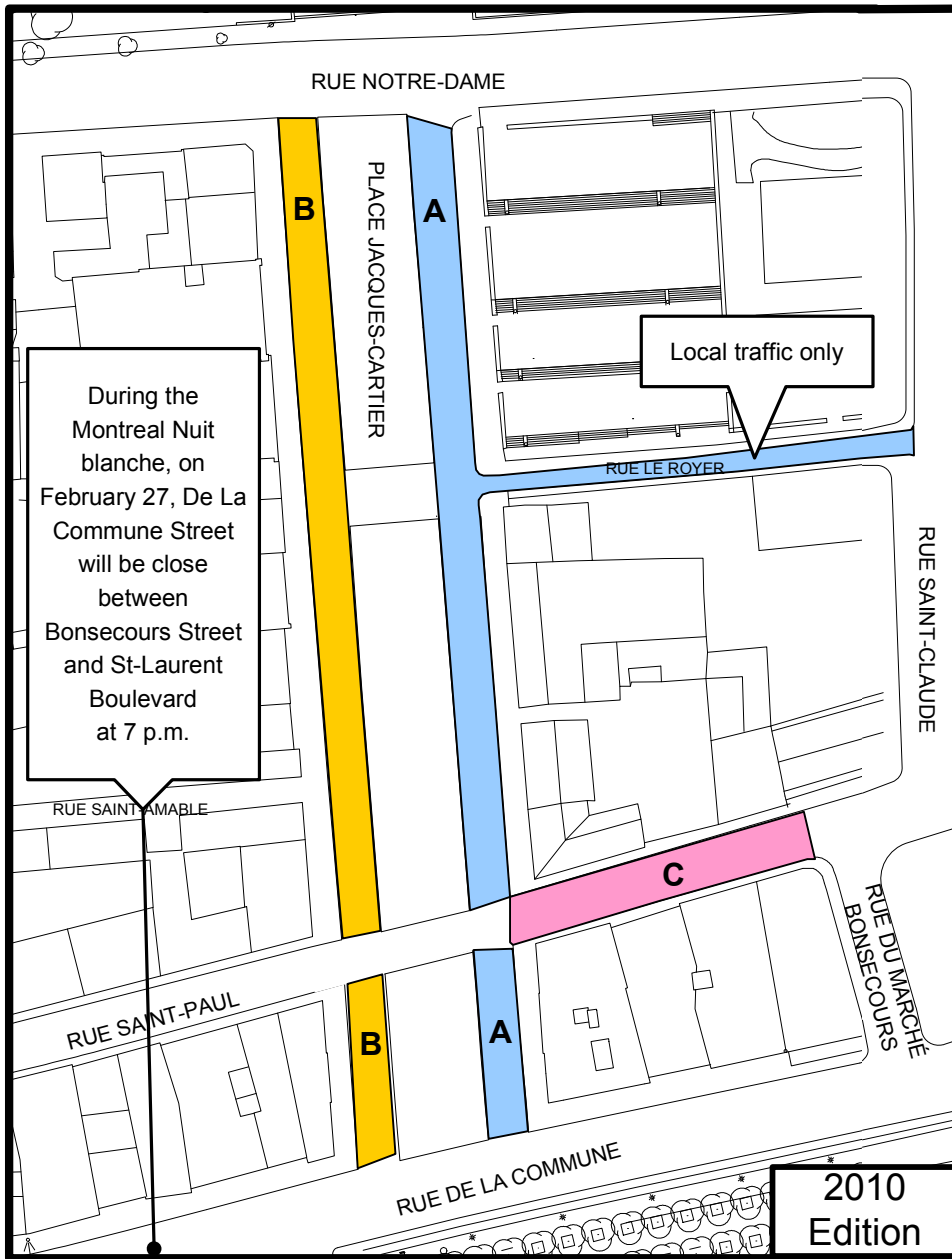 RUE NOTRE-DAME
B
PLACE JACQUES-CARTIER
A
Local traffic only
RUE LE ROYER
During the
Montreal Nuit
blanche, on
February 27, De La
Commune Street
will be close
between
Bonsecours Street
and St-Laurent
Boulevard
at 7 p.m.
RUE SAINT-CLAUDE
RUE SAINT-AMABLE
C
RUE DU MARCHÉ
BONSECOURS
RUE SAINT-PAUL
B
A
RUE DE LA COMMUNE
2010
Edition